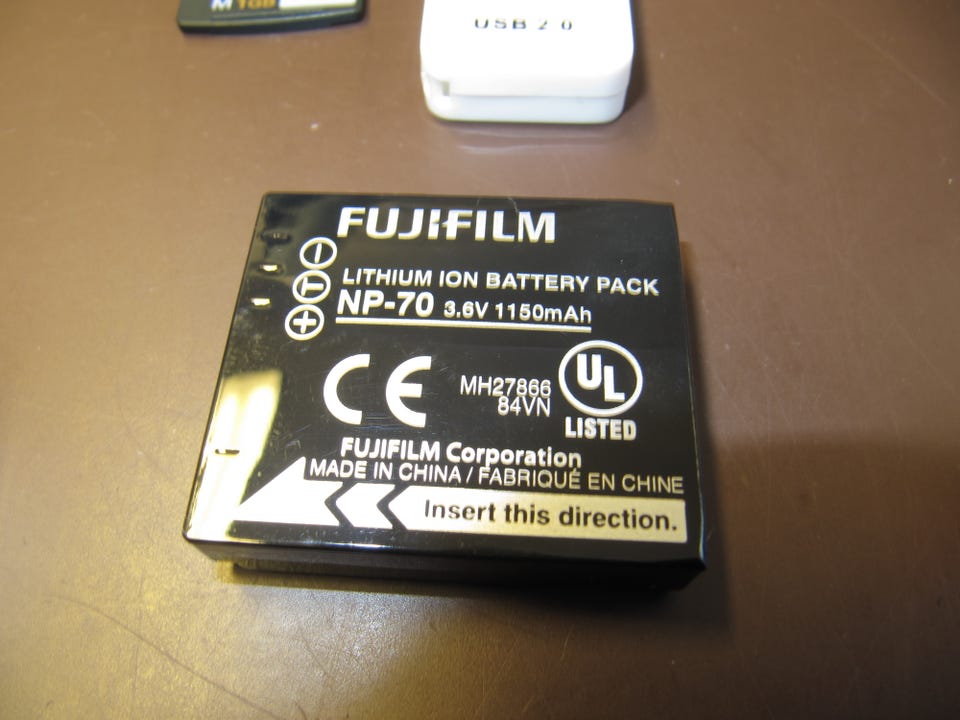 M 1GB
USB 2 0
FUJIFILM
LITHIUM ION BATTERY PACK
NP-70 3.6V 1150mAh
CE
MH27866
84VN
UL
LISTED
FUJIFILM Corporation
MADE IN CHINA / FABRIQUÉ EN CHINE
Insert this direction.